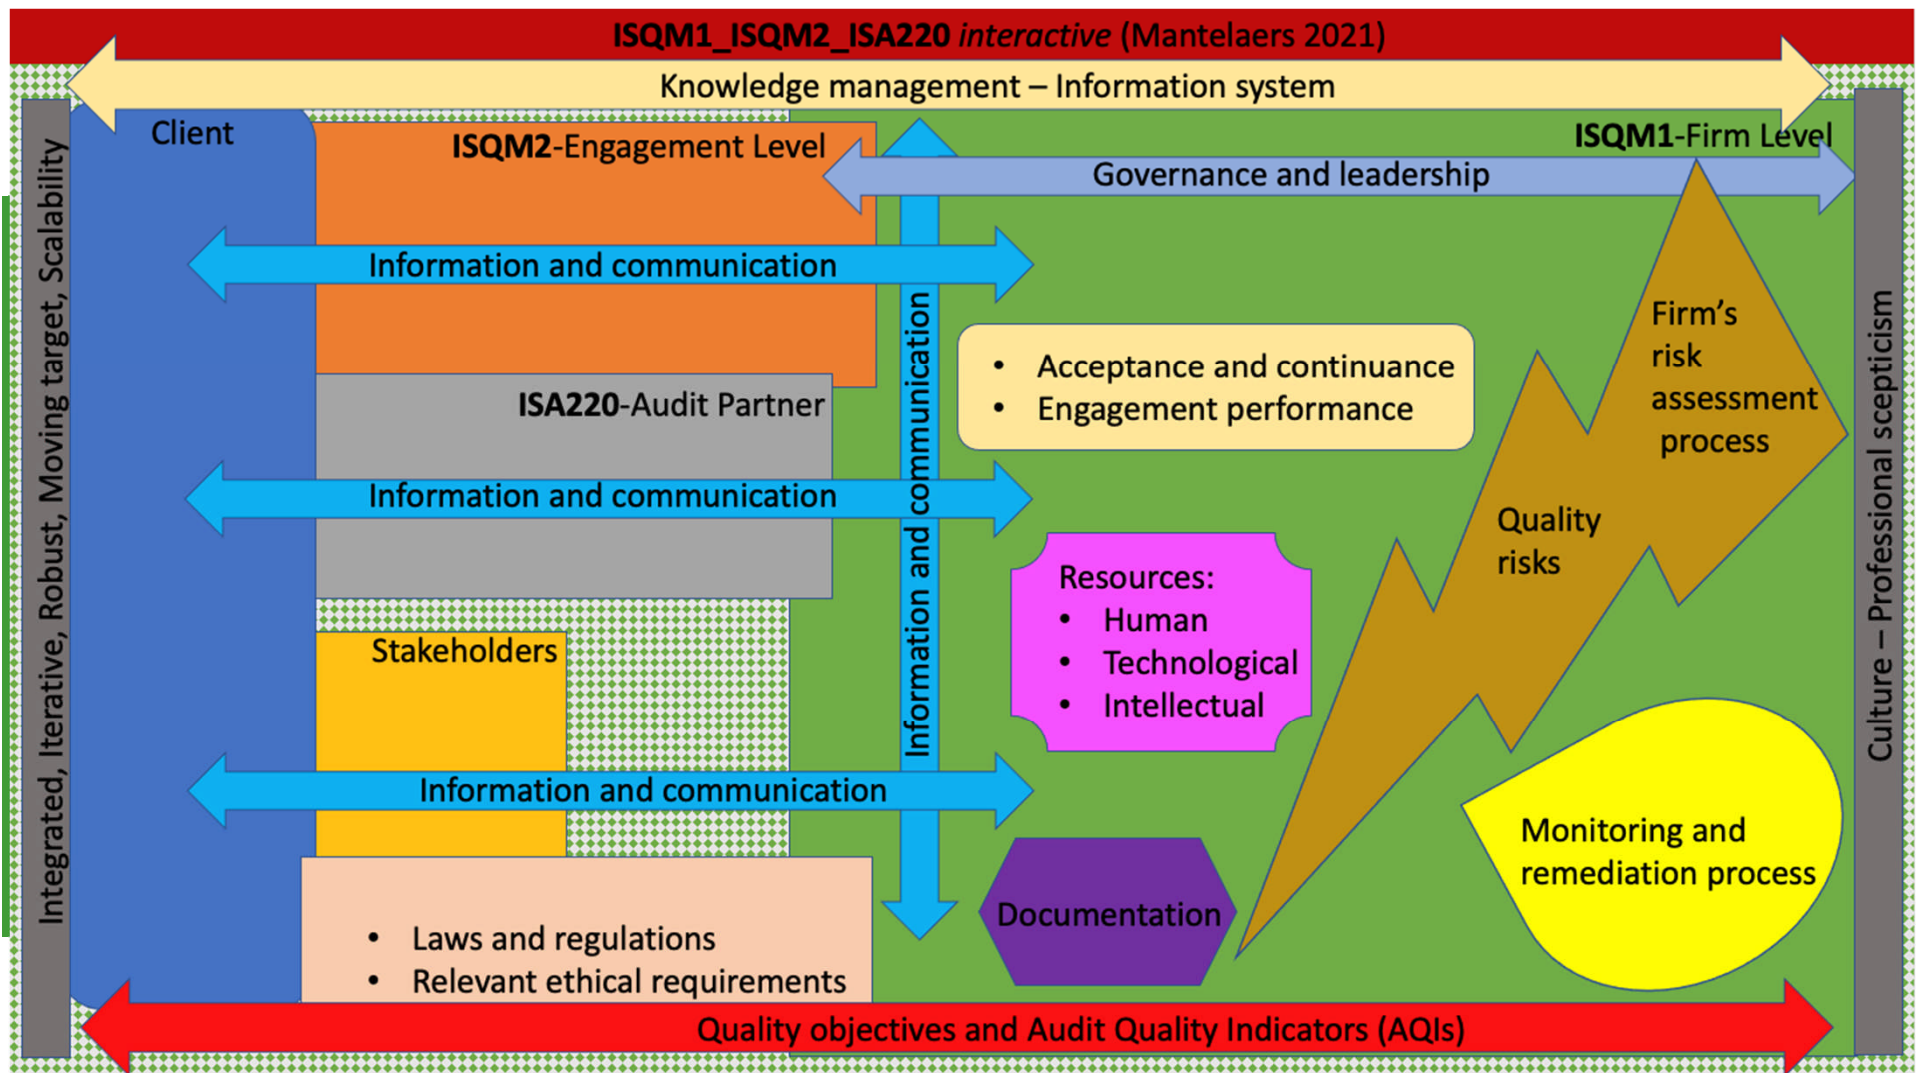 ISQM1_ISQM2_ISA220 interactive (Mantelaers 2021)
Knowledge management – Information system
Client
ISQM2-Engagement Level
ISQM1-Firm Level
Governance and leadership
Integrated, Iterative, Robust, Moving target, Scalability
Information and communication
Information and communication
• Acceptance and continuance
• Engagement performance
Firm's
risk
assessment
process
Culture – Professional scepticism
ISA220-Audit Partner
Information and communication
Quality
risks
Resources:
• Human
• Technological
• Intellectual
Stakeholders
Information and communication
Monitoring and
remediation process
Documentation
• Laws and regulations
• Relevant ethical requirements
Quality objectives and Audit Quality Indicators (AQIs)